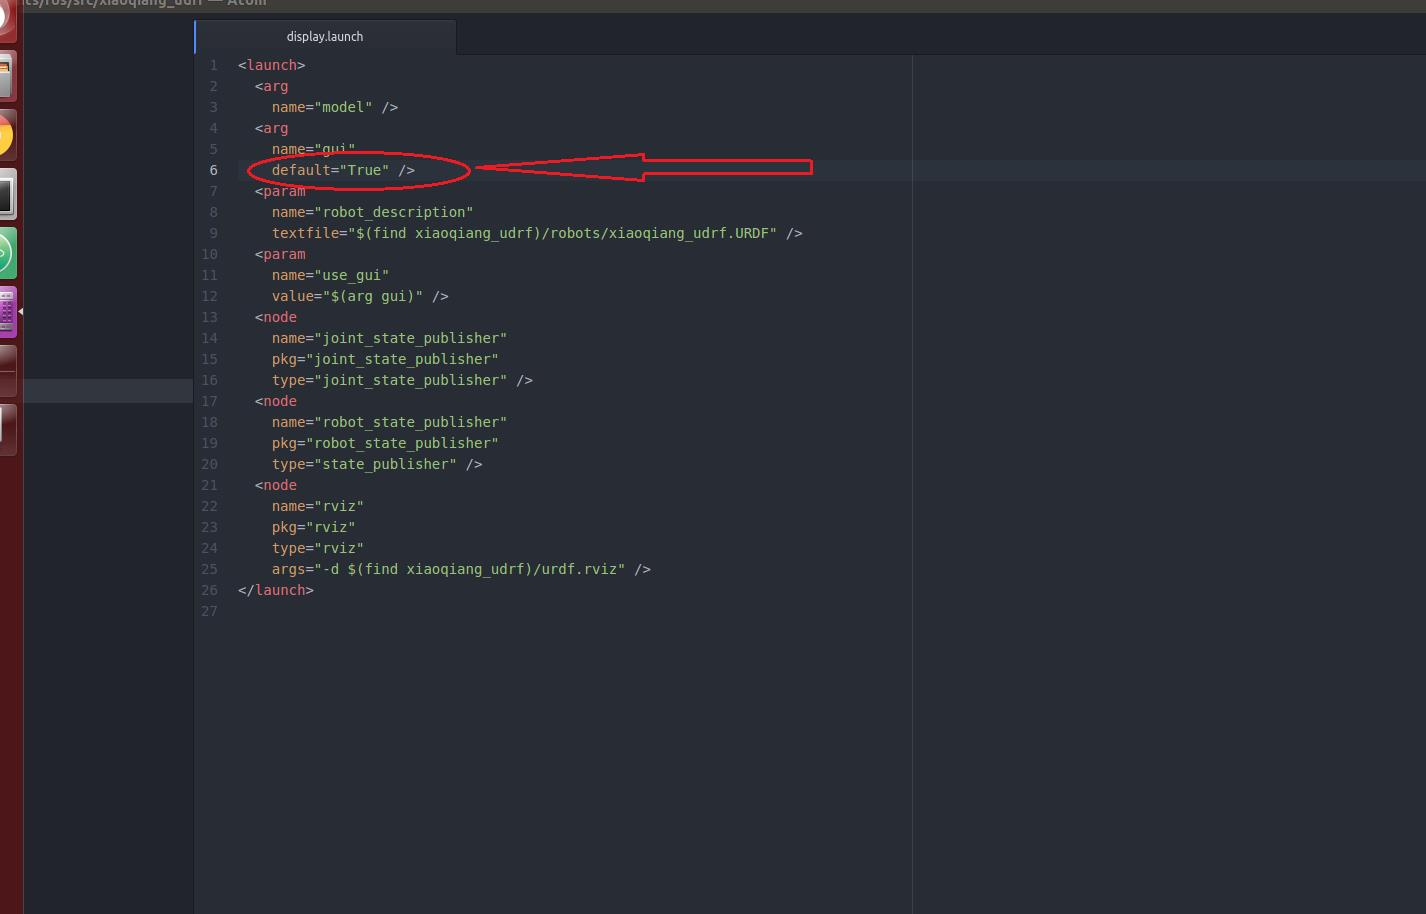 ts/ros/src/xiaoqiang_udrf — Atom
display.launch
1 <launch>
2 <arg
3 name="model" />
4 <arg
5 name="gui"
6 default="True" />
7 <param
8 name="robot_description"
9 textfile="$(find xiaoqiang_udrf)/robots/xiaoqiang_udrf.URDF" />
10 <param
11 name="use_gui"
12 value="$(arg gui)" />
13 <node
14 name="joint_state_publisher"
15 pkg="joint_state_publisher"
16 type="joint_state_publisher" />
17 <node
18 name="robot_state_publisher"
19 pkg="robot_state_publisher"
20 type="state_publisher" />
21 <node
22 name="rviz"
23 pkg="rviz"
24 type="rviz"
25 args="-d $(find xiaoqiang_udrf)/urdf.rviz" />
26 </launch>
27